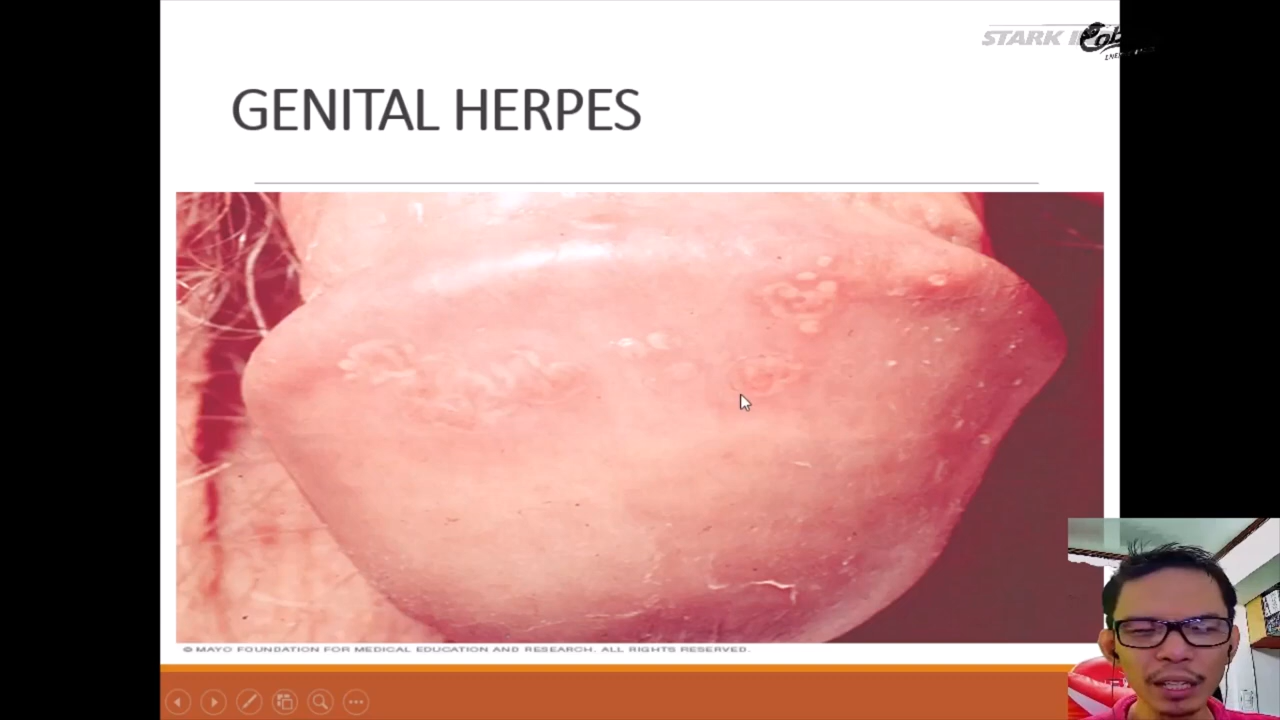 STARK
GENITAL HERPES
© MAYO FOUNDATION FOR MEDICAL EDUCATION AND RESEARCH. ALL RIGHTS RESERVED.